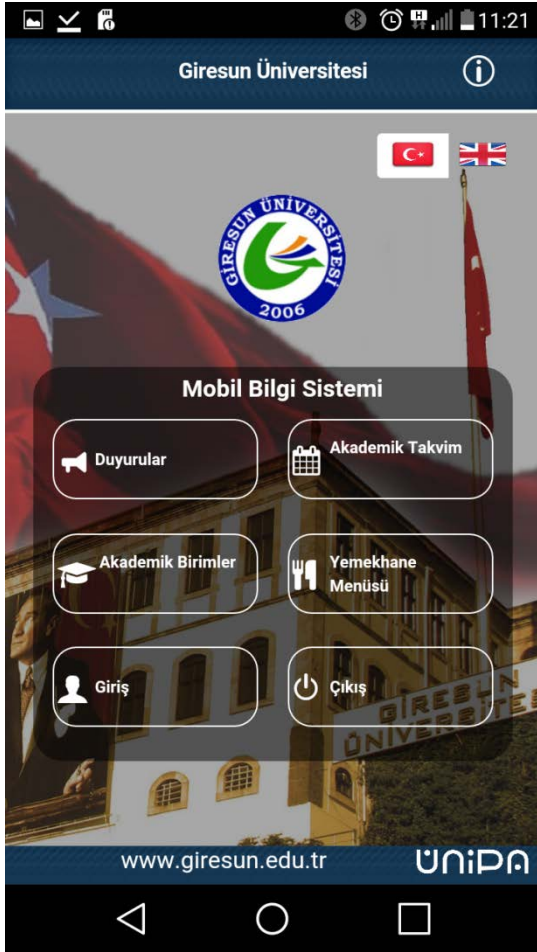 11:21
Giresun Üniversitesi
GİRESUN ÜNİVERSİTESİ
2006
Mobil Bilgi Sistemi
Duyurular
Akademik Takvim
Akademik Birimler
Yemekhane
Menüsü
Giriş
Çıkış
GİRESUN
ÜNİVERSİTESİ
www.giresun.edu.tr
ÜNİPA